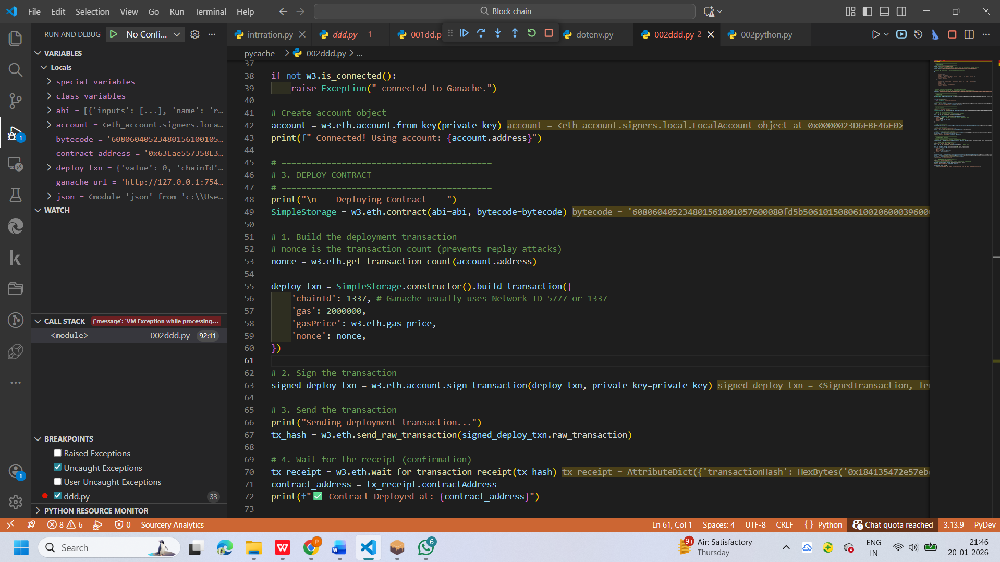 File Edit Selection View Go Run Terminal Help
Block chain
RUN AND DEBUG No Confi...
intrration.py ddd.py 1 001dd.p dotenv.py 002ddd.py 2 002python.py
__pycache__ > 002ddd.py > ...
VARIABLES
Locals
special variables
class variables
abi = [{'inputs': [...], 'name': 'r...
account = <eth_account.signers.loca...
bytecode = '60806040523480156100105...
contract_address = '0x63Eae557358E3...
deploy_txn = {'value': 0, 'chainId'...
ganache_url = 'http://127.0.0.1:754...
json = <module 'json' from 'c:\\Use...
WATCH
CALL STACK {'message': 'VM Exception while processing...
<module> 002ddd.py 92:11
BREAKPOINTS
Raised Exceptions
Uncaught Exceptions
User Uncaught Exceptions
ddd.py 33
PYTHON RESOURCE MONITOR
37
38 if not w3.is_connected():
39 raise Exception(" connected to Ganache.")
40
41 # Create account object
42 account = w3.eth.account.from_key(private_key) account = <eth_account.signers.local.LocalAccount object at 0x0000023D6EBE46E0>
43 print(f" Connected! Using account: {account.address}")
44
45 # ==========================================
46 # 3. DEPLOY CONTRACT
47 # ==========================================
48 print("\n--- Deploying Contract ---")
49 SimpleStorage = w3.eth.contract(abi=abi, bytecode=bytecode) bytecode = '608060405234801561001057600080fd5b506101508061002060003960
50
51 # 1. Build the deployment transaction
52 # nonce is the transaction count (prevents replay attacks)
53 nonce = w3.eth.get_transaction_count(account.address)
54
55 deploy_txn = SimpleStorage.constructor().build_transaction({
56 'chainId': 1337, # Ganache usually uses Network ID 5777 or 1337
57 'gas': 2000000,
58 'gasPrice': w3.eth.gas_price,
59 'nonce': nonce,
60 })
61
62 # 2. Sign the transaction
63 signed_deploy_txn = w3.eth.account.sign_transaction(deploy_txn, private_key=private_key) signed_deploy_txn = <SignedTransaction, le
64
65 # 3. Send the transaction
66 print("Sending deployment transaction...")
67 tx_hash = w3.eth.send_raw_transaction(signed_deploy_txn.raw_transaction)
68
69 # 4. Wait for the receipt (confirmation)
70 tx_receipt = w3.eth.wait_for_transaction_receipt(tx_hash) tx_receipt = AttributeDict({'transactionHash': HexBytes('0x184135472e57eb
71 contract_address = tx_receipt.contractAddress
72 print(f"✅ Contract Deployed at: {contract_address}")
73
8 6 0 Sourcery Analytics Ln 61, Col 1 Spaces: 4 UTF-8 CRLF {} Python Chat quota reached 3.13.9 PyDev
Search
9+ Air: Satisfactory
Thursday
ENG
IN
21:46
20-01-2026